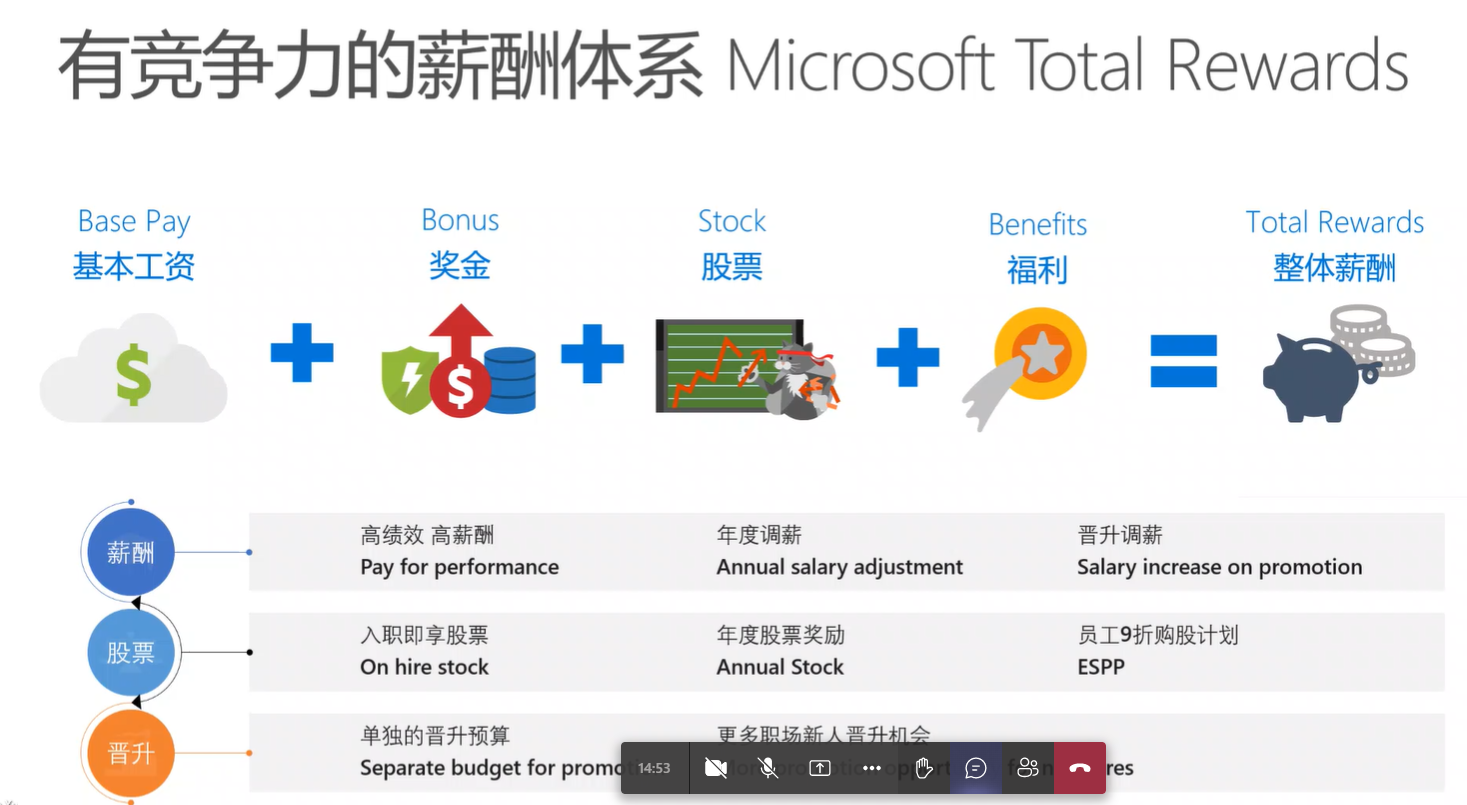 有竞争力的薪酬体系 Microsoft Total Rewards
Base Pay
基本工资
Bonus
奖金
Stock
股票
Benefits
福利
Total Rewards
整体薪酬
薪酬
高绩效 高薪酬
Pay for performance
年度调薪
Annual salary adjustment
晋升调薪
Salary increase on promotion
股票
入职即享股票
On hire stock
年度股票奖励
Annual Stock
员工9折购股计划
ESPP
晋升
单独的晋升预算
Separate budget for
更多职场新人晋升机会
14:53